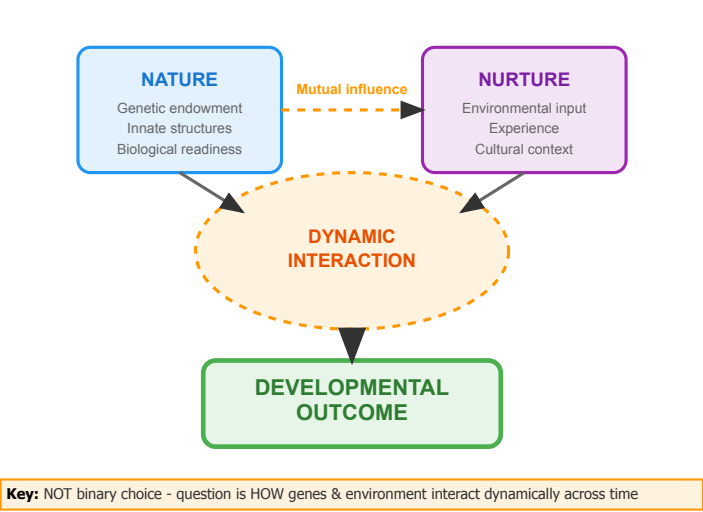 NATURE
Genetic endowment
Innate structures
Biological readiness
Mutual influence
NURTURE
Environmental input
Experience
Cultural context
DYNAMIC
INTERACTION
DEVELOPMENTAL
OUTCOME
Key: NOT binary choice - question is HOW genes & environment interact dynamically across time